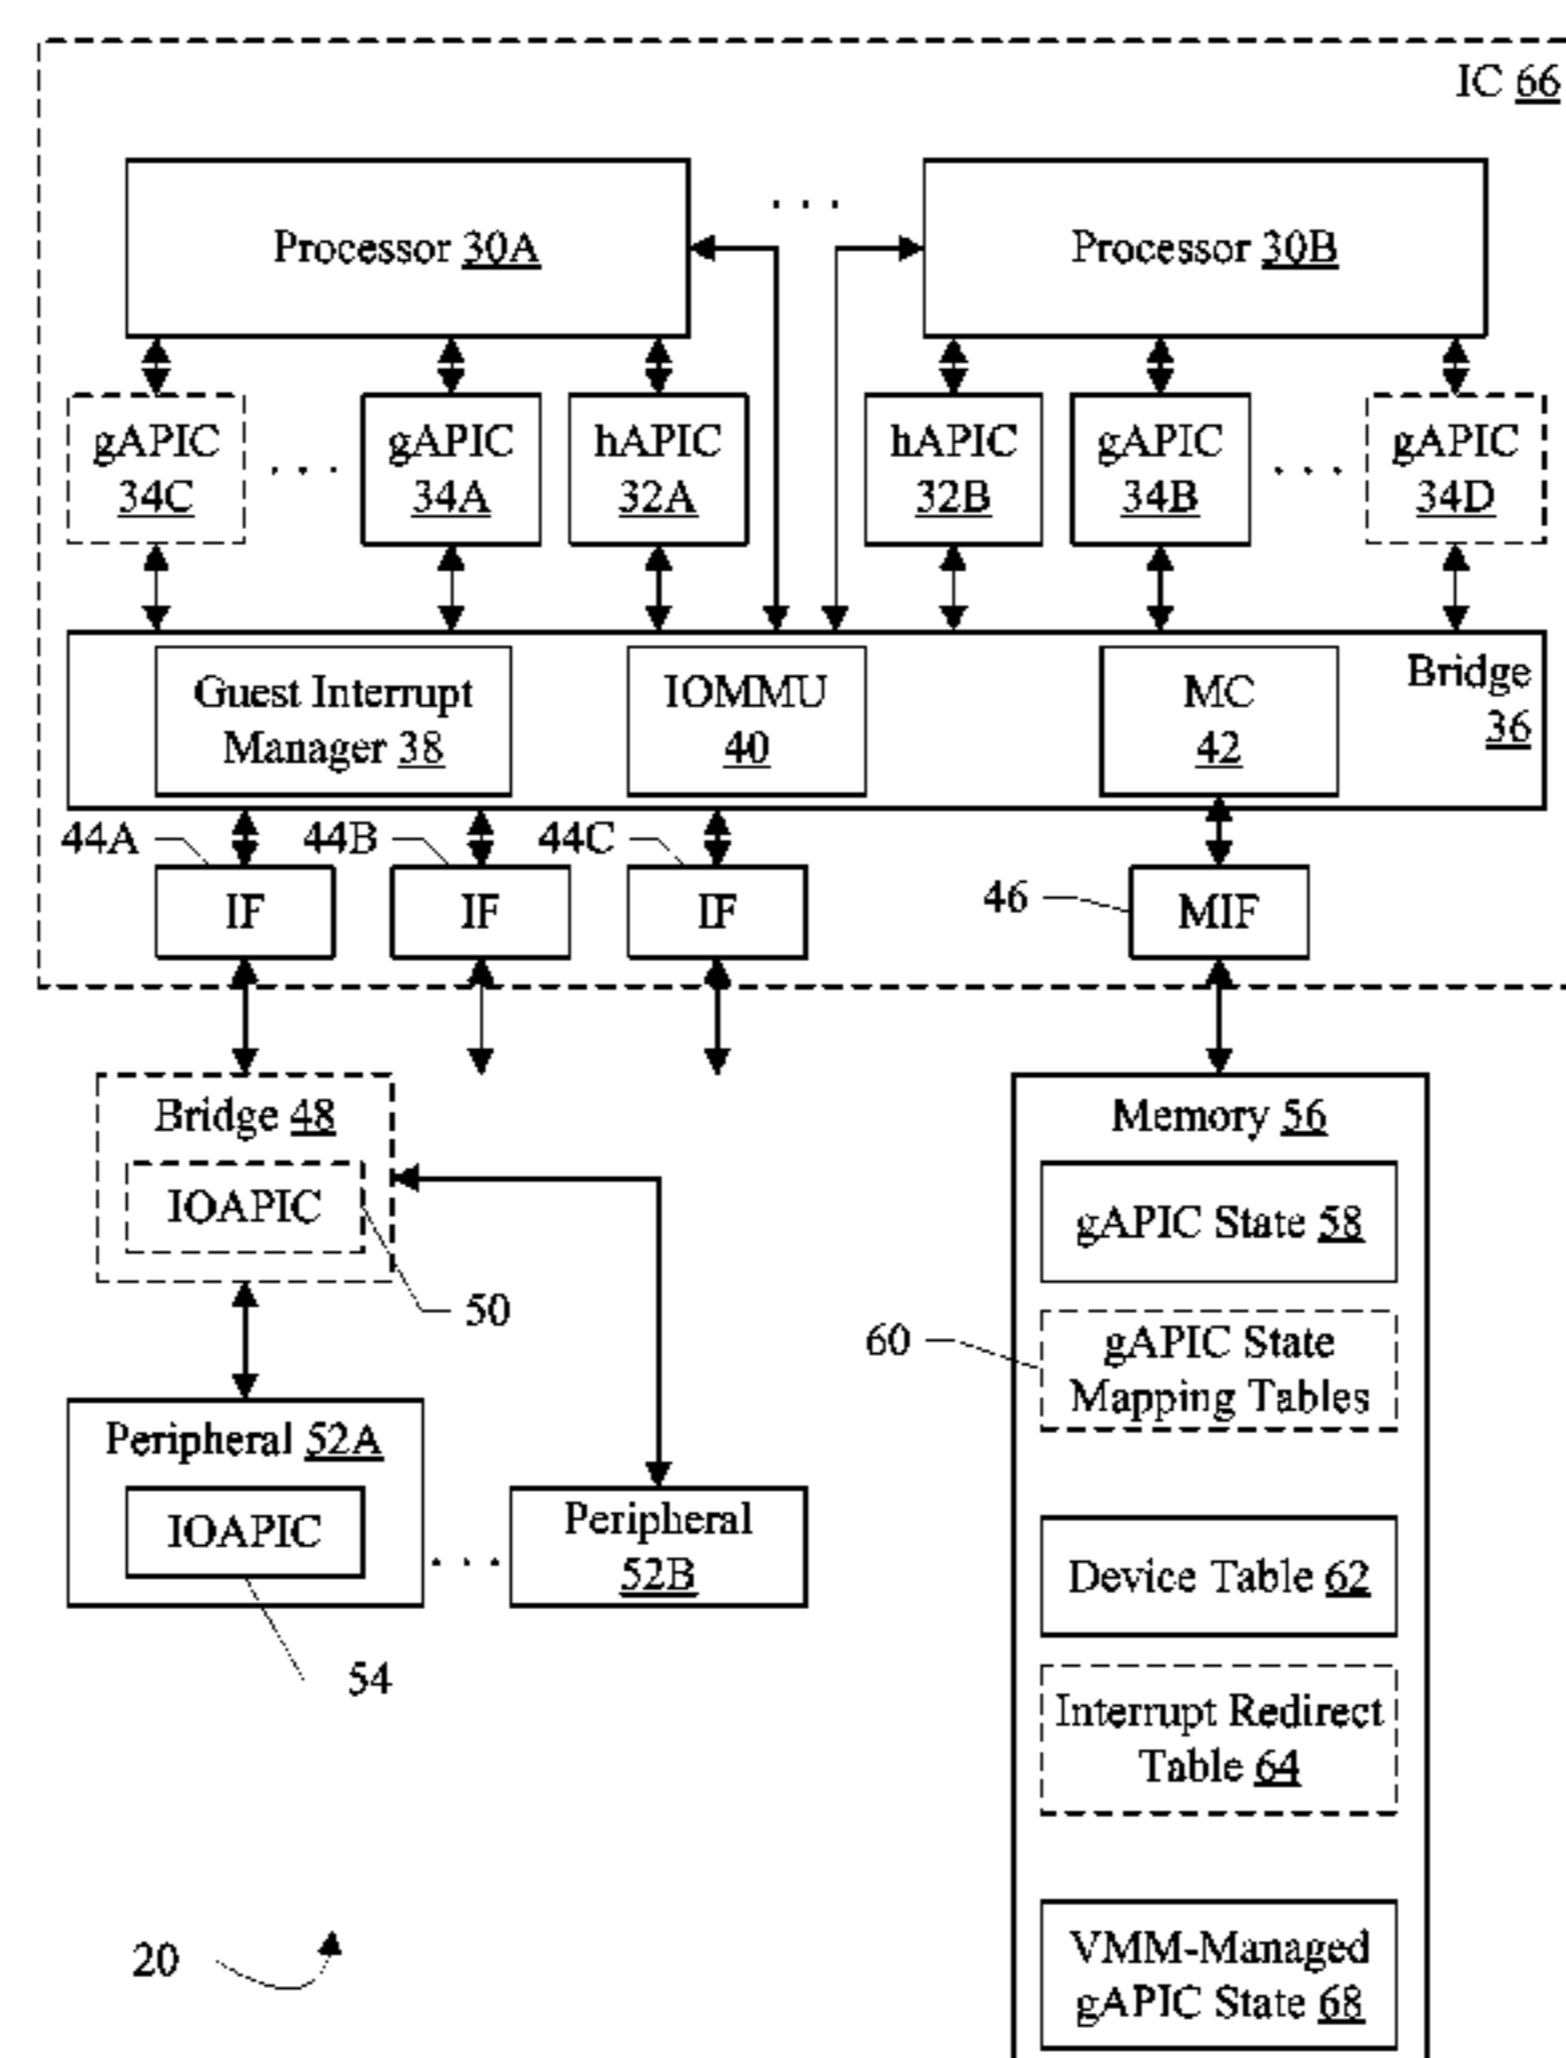 IC 66
Processor 30A
. . .
Processor 30B
gAPIC
34C
. . .
gAPIC
34A
hAPIC
32A
hAPIC
32B
gAPIC
34B
. . .
gAPIC
34D
Guest Interrupt
Manager 38
IOMMU
40
MC
42
Bridge
36
44A
44B
44C
IF
IF
IF
46
MIF
Bridge 48
IOAPIC
50
Peripheral 52A
IOAPIC
54
. . .
Peripheral
52B
Memory 56
gAPIC State 58
60
gAPIC State
Mapping Tables
Device Table 62
Interrupt Redirect
Table 64
VMM-Managed
gAPIC State 68
20